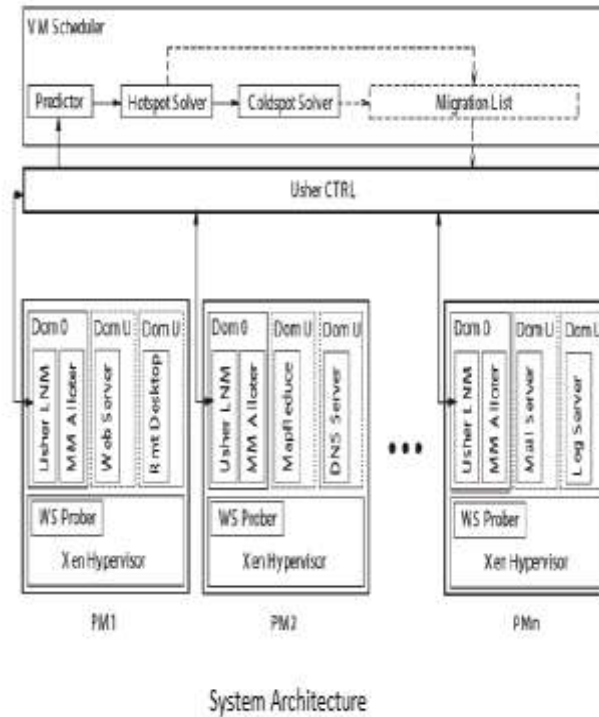 VM Scheduler
Predictor
Hotspot Solver
Coldspot Solver
Migration List
Usher CTRL
Dom 0
Dom U
Dom U
Usher LNM
MM Alloter
Web Server
Rmt Desktop
WS Prober
Xen Hypervisor
PM1
Dom 0
Dom U
Dom U
Usher LNM
MM Alloter
MapReduce
DNS Server
WS Prober
Xen Hypervisor
PM2
Dom 0
Dom U
Dom U
Usher LNM
MM Alloter
Mail Server
Log Server
WS Prober
Xen Hypervisor
PMn
System Architecture